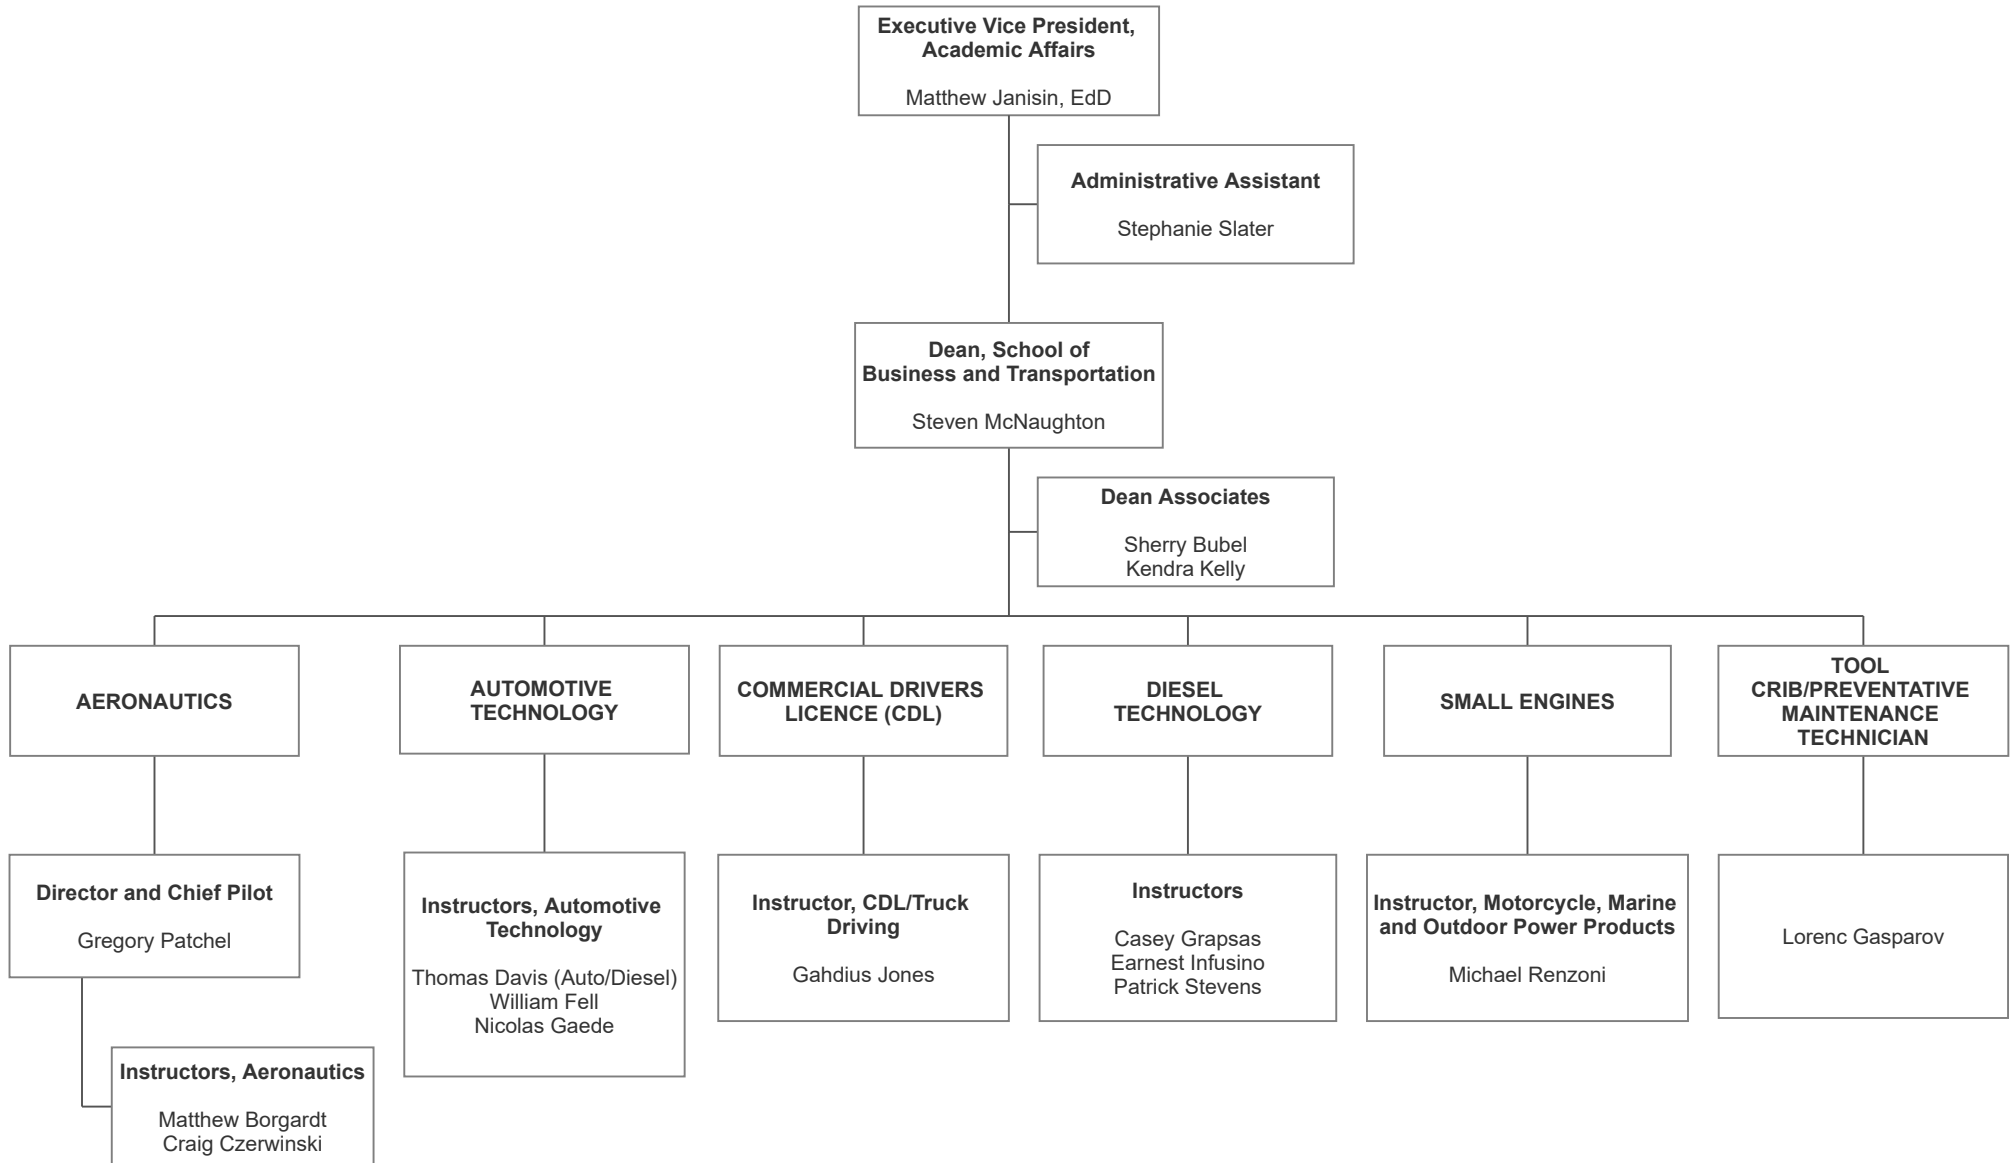 Executive Vice President,
Academic Affairs
Matthew Janisin, EdD
Administrative Assistant
Stephanie Slater
Dean, School of
Business and Transportation
Steven McNaughton
Dean Associates
Sherry Bubel
Kendra Kelly
AERONAUTICS
AUTOMOTIVE
TECHNOLOGY
COMMERCIAL DRIVERS
LICENCE (CDL)
DIESEL
TECHNOLOGY
SMALL ENGINES
TOOL
CRIB/PREVENTATIVE
MAINTENANCE
TECHNICIAN
Director and Chief Pilot
Gregory Patchel
Instructors, Automotive
Technology
Thomas Davis (Auto/Diesel)
William Fell
Nicolas Gaede
Instructor, CDL/Truck
Driving
Gahdius Jones
Instructors
Casey Grapsas
Earnest Infusino
Patrick Stevens
Instructor, Motorcycle, Marine
and Outdoor Power Products
Michael Renzoni
Lorenc Gasparov
Instructors, Aeronautics
Matthew Borgardt
Craig Czerwinski